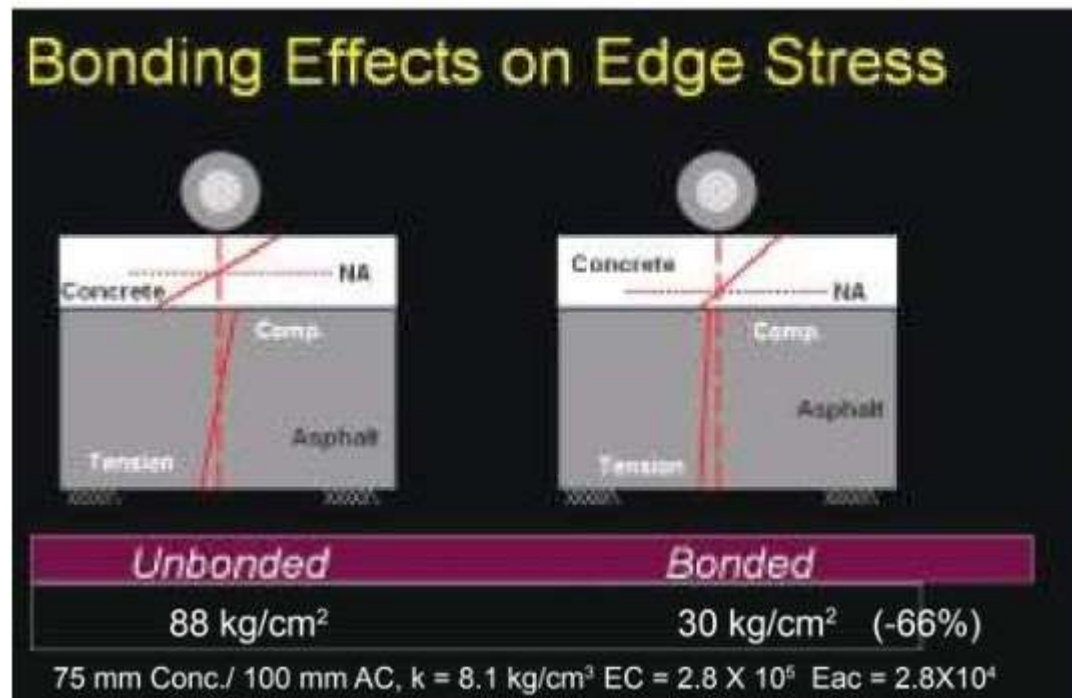 Bonding Effects on Edge Stress
Concrete
NA
Comp.
Asphalt
Tension
Concrete
NA
Comp.
Asphalt
Tension
Unbonded Bonded
88 kg/cm² 30 kg/cm² (-66%)
75 mm Conc./ 100 mm AC, k = 8.1 kg/cm³ EC = 2.8 X 10⁵ Eac = 2.8X10⁴